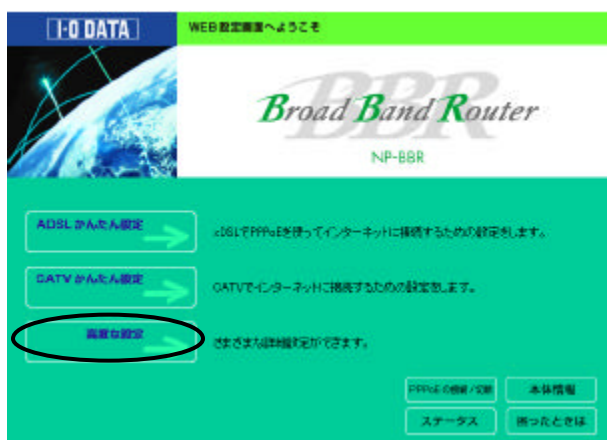 I-O DATA
WEB設定画面へようこそ
BBR
Broad Band Router
NP-BBR
ADSL かんたん設定
xDSLでPPPoEを使ってインターネットに接続するための設定をします。
CATV かんたん設定
CATVでインターネットに接続するための設定をします。
高度な設定
さまざまな詳細設定ができます。
PPPoEの接続/切断
本体情報
ステータス
困ったときは